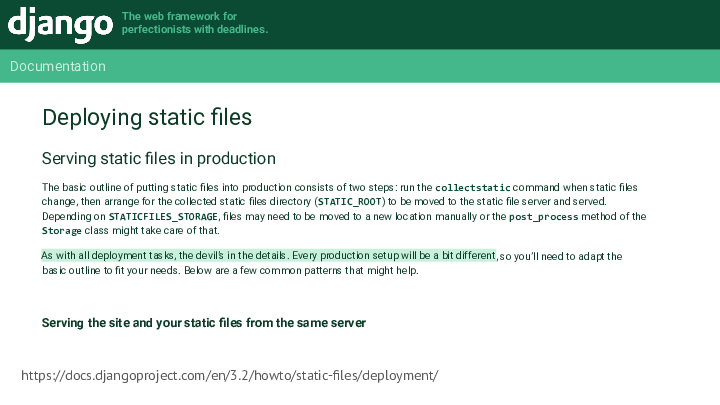 django
The web framework for
perfectionists with deadlines.
Documentation
Deploying static files
Serving static files in production
The basic outline of putting static files into production consists of two steps: run the collectstatic command when static files
change, then arrange for the collected static files directory (STATIC_ROOT) to be moved to the static file server and served.
Depending on STATICFILES_STORAGE, files may need to be moved to a new location manually or the post_process method of the
Storage class might take care of that.
As with all deployment tasks, the devil's in the details. Every production setup will be a bit different, so you'll need to adapt the
basic outline to fit your needs. Below are a few common patterns that might help.
Serving the site and your static files from the same server
https://docs.djangoproject.com/en/3.2/howto/static-files/deployment/